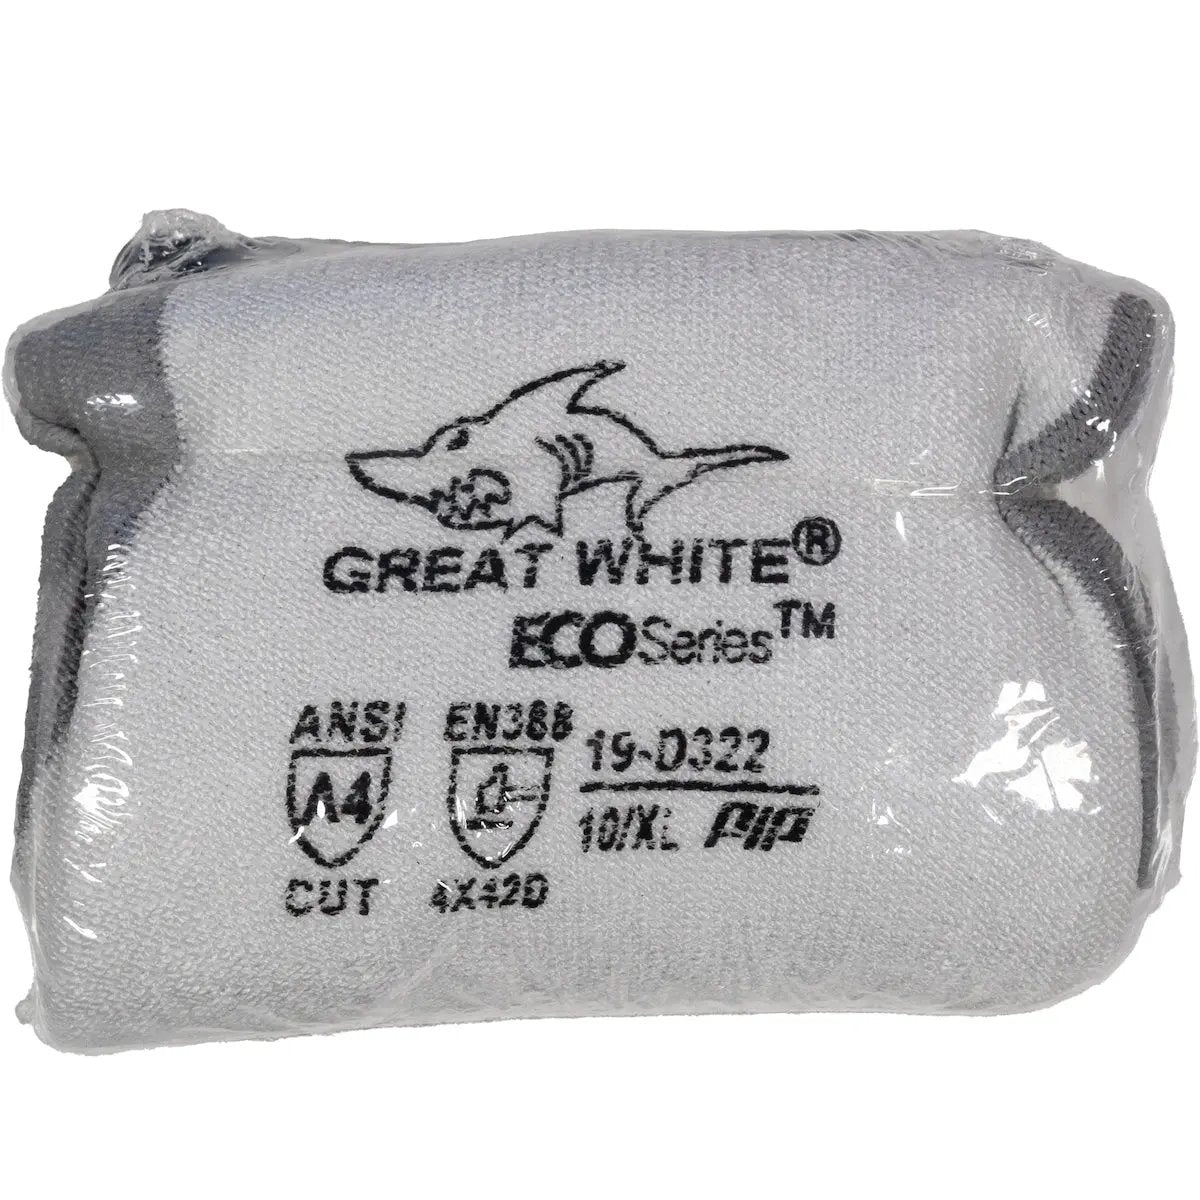 GREAT WHITE®
ECOSeries™
ANSI
A4
CUT
EN388
4X42D
19-D322
10/XL PIP